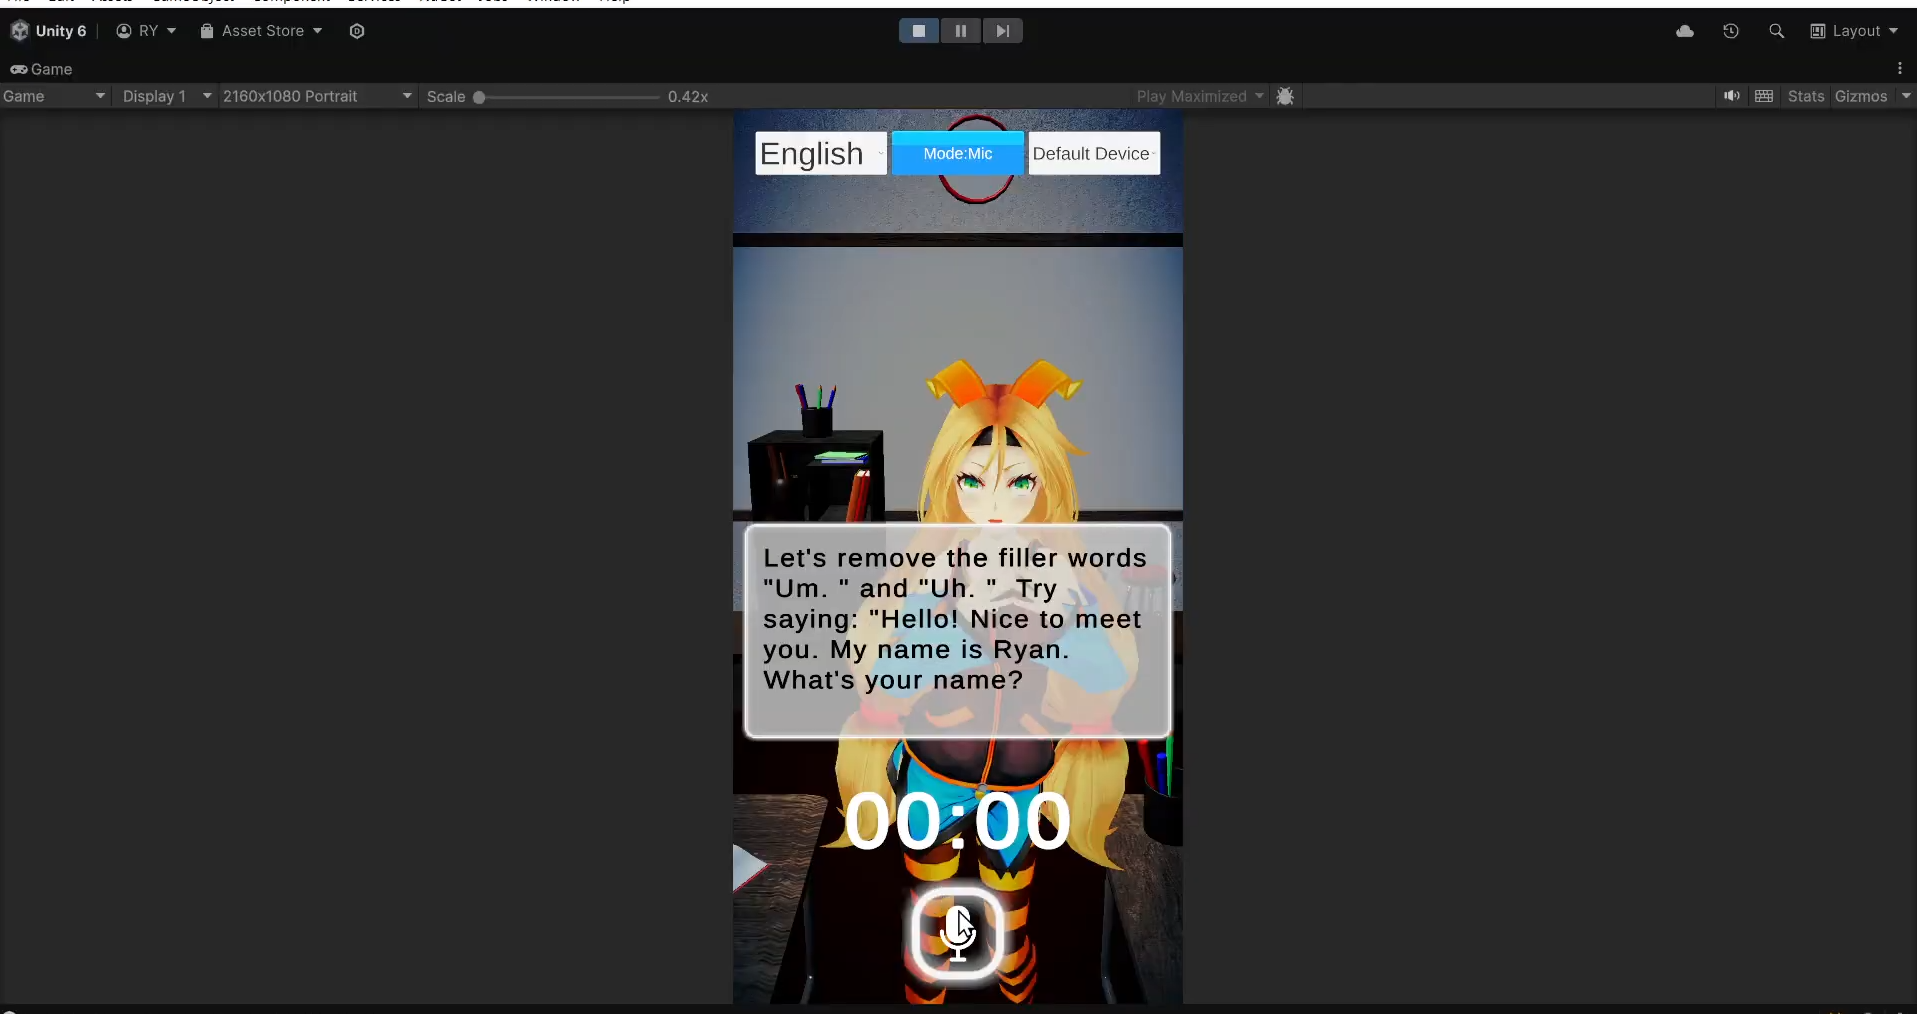 Unity 6
RY
Asset Store
Layout
Game
Game
Display 1
2160x1080 Portrait
Scale
0.42x
Play Maximized
Stats
Gizmos
English
Mode:Mic
Default Device
Let's remove the filler words
"Um. " and "Uh. "  Try
saying: "Hello! Nice to meet
you. My name is Ryan.
What's your name?
00:00